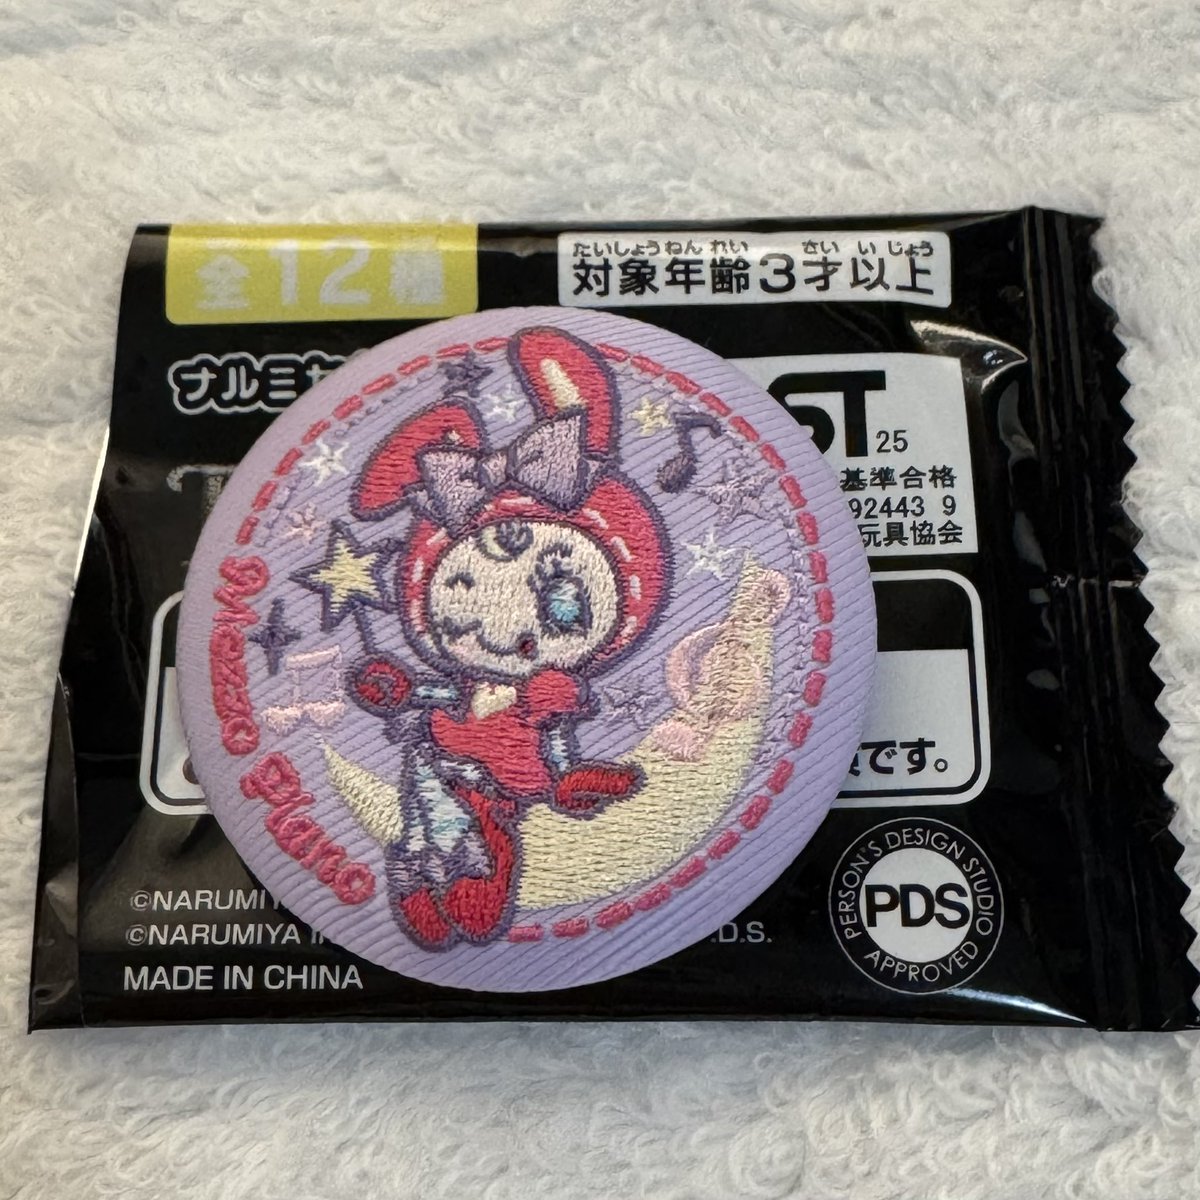 全12種
たいしょうねんれい さいいじょう
対象年齢3才以上
ナルミヤ
ST
25
基準合格
92443 9
玩具協会
Mezzo Piano
です。
©NARUMIYA
©NARUMIYA
.D.S.
MADE IN CHINA
PERSON'S DESIGN STUDIO
PDS
APPROVED